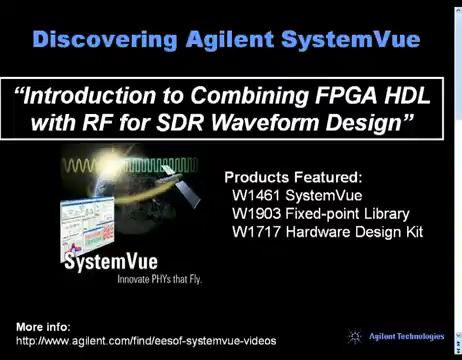 Discovering Agilent SystemVue
“Introduction to Combining FPGA HDL
with RF for SDR Waveform Design”
Products Featured:
W1461 SystemVue
W1903 Fixed-point Library
W1717 Hardware Design Kit
SystemVue
Innovate PHYs that Fly.
More info:
http://www.agilent.com/find/eesof-systemvue-videos
Agilent Technologies